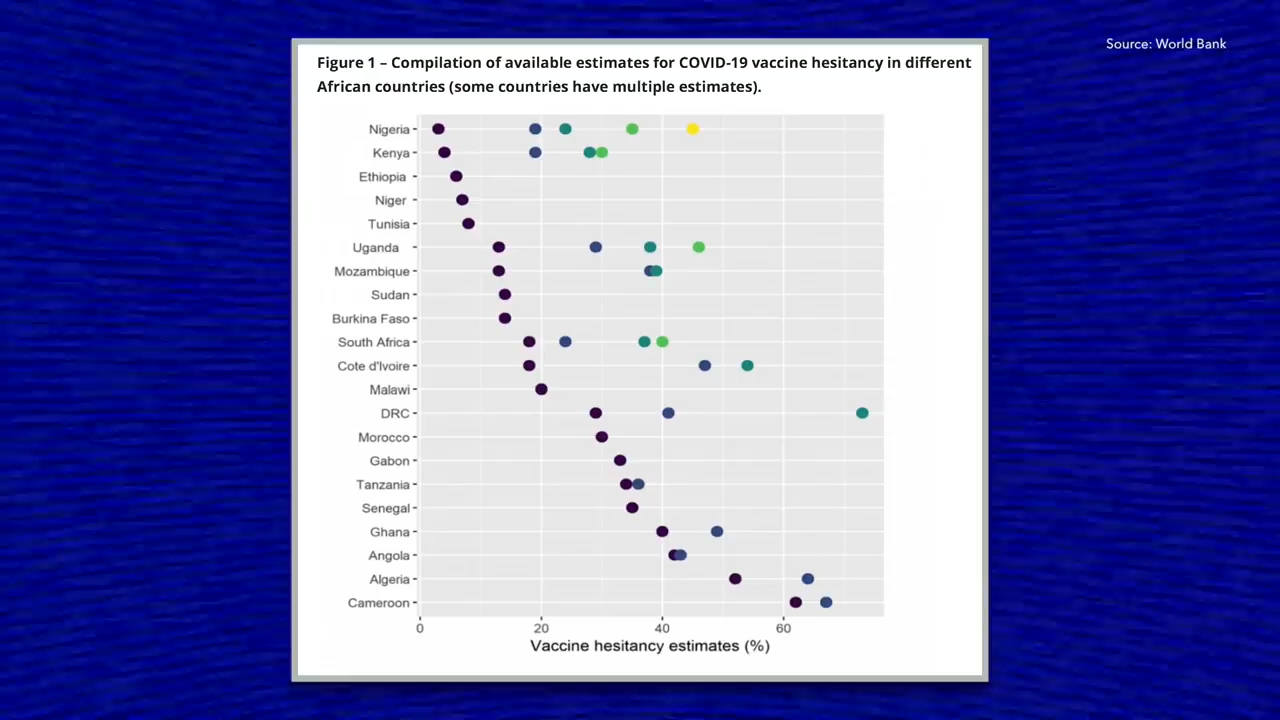 Source: World Bank
Figure 1 – Compilation of available estimates for COVID-19 vaccine hesitancy in different
African countries (some countries have multiple estimates).
Nigeria
Kenya
Ethiopia
Niger
Tunisia
Uganda
Mozambique
Sudan
Burkina Faso
South Africa
Cote d'Ivoire
Malawi
DRC
Morocco
Gabon
Tanzania
Senegal
Ghana
Angola
Algeria
Cameroon
0 20 40 60
Vaccine hesitancy estimates (%)